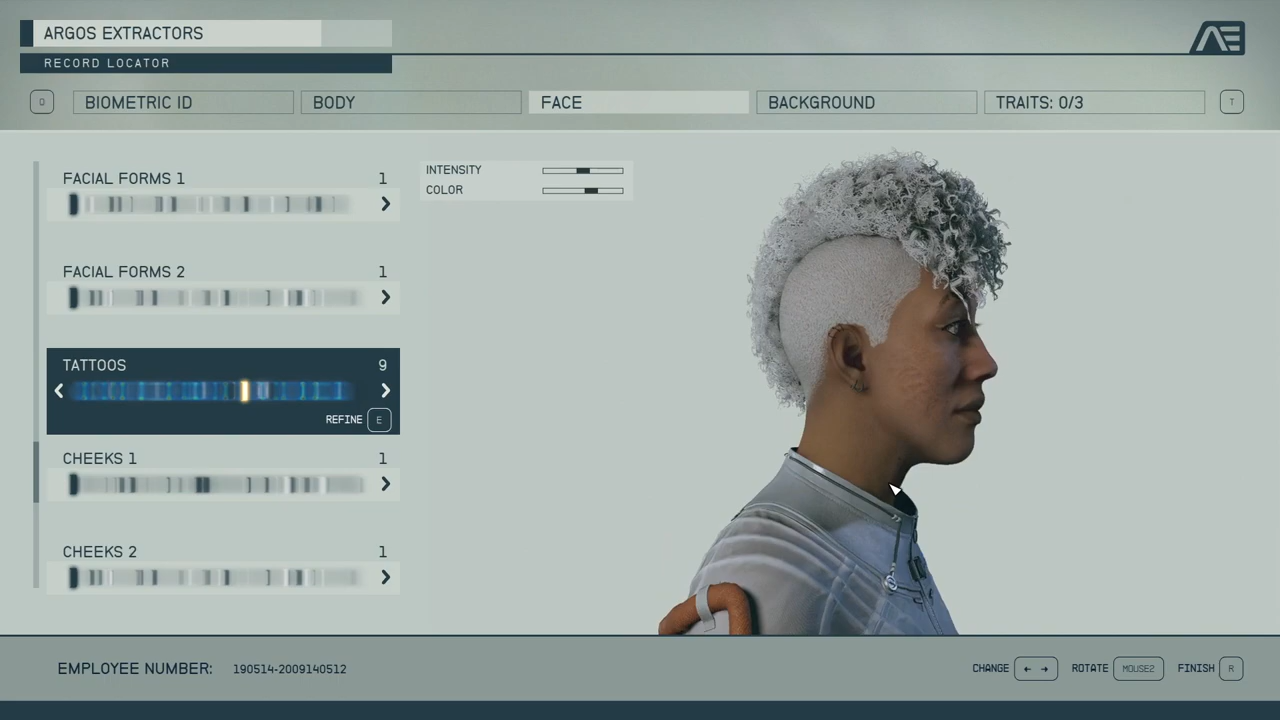 ARGOS EXTRACTORS
AE
RECORD LOCATOR
Q
BIOMETRIC ID
BODY
FACE
BACKGROUND
TRAITS: 0/3
T
FACIAL FORMS 1 1
FACIAL FORMS 2 1
TATTOOS 9
REFINE E
CHEEKS 1 1
CHEEKS 2 1
INTENSITY
COLOR
EMPLOYEE NUMBER: 190514-2009140512
CHANGE ← →
ROTATE MOUSE2
FINISH R